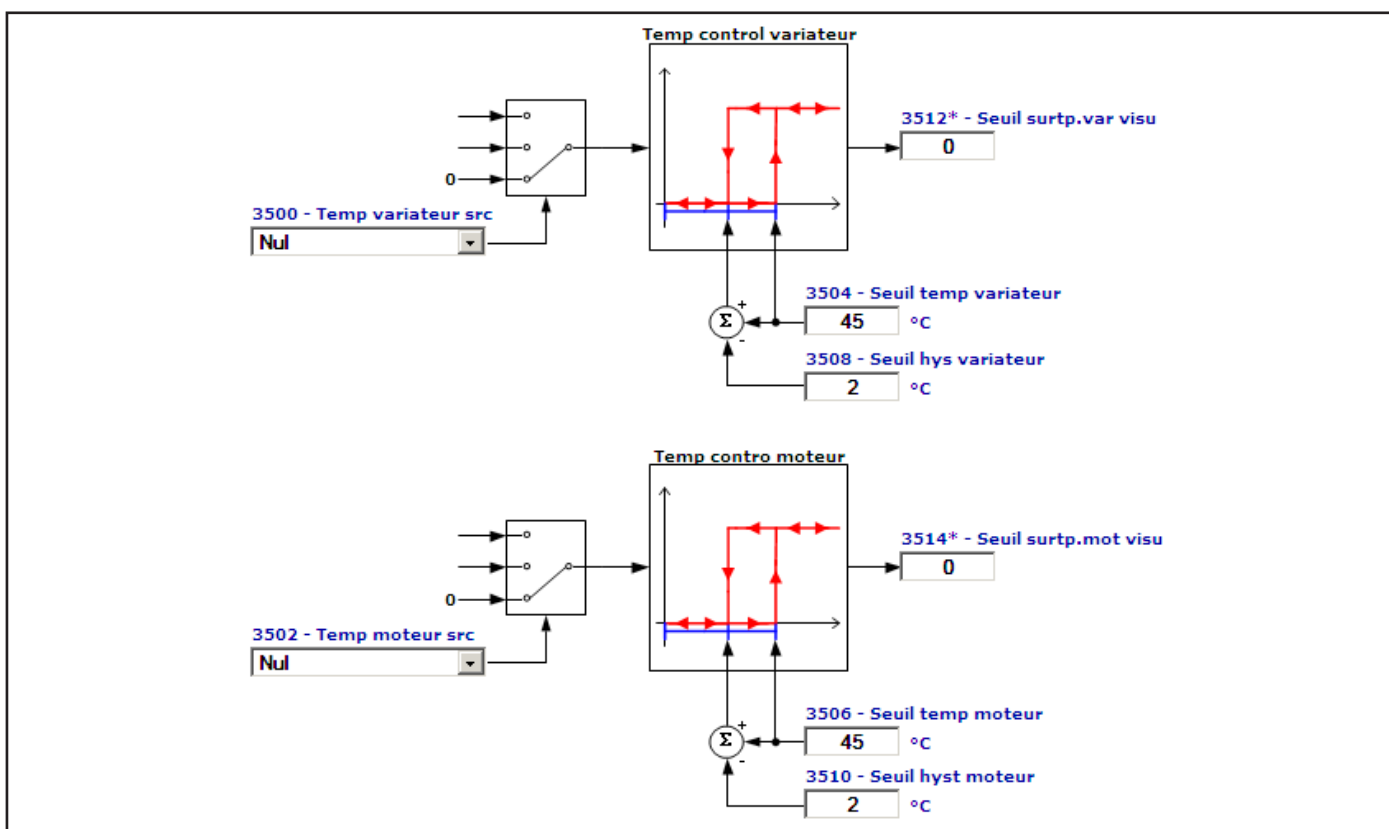 Temp control variateur
3512* - Seuil surtp.var visu
0
0
3500 - Temp variateur src
Nul
3504 - Seuil temp variateur
+
Σ
45 °C
-
3508 - Seuil hys variateur
2 °C
Temp contro moteur
3514* - Seuil surtp.mot visu
0
0
3502 - Temp moteur src
Nul
3506 - Seuil temp moteur
+
Σ
45 °C
-
3510 - Seuil hyst moteur
2 °C